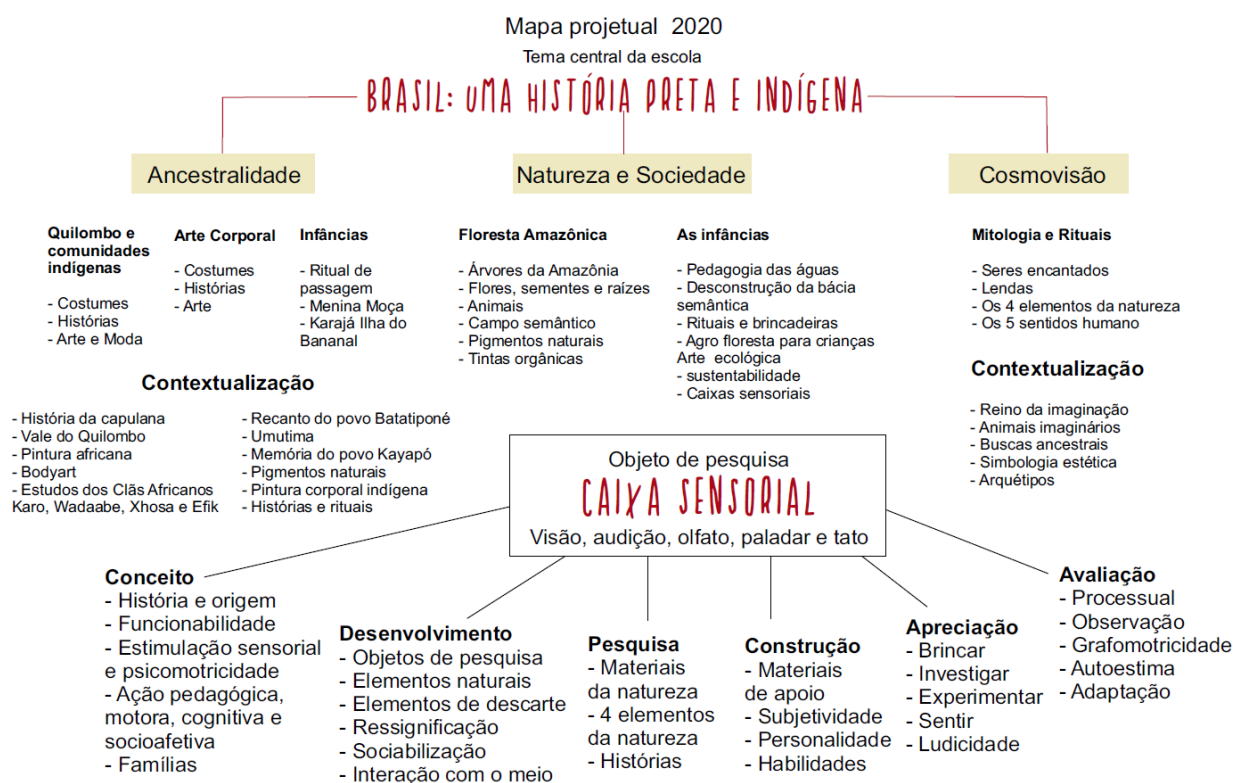 Mapa projetual 2020
Tema central da escola
BRASIL: UMA HISTÓRIA PRETA E INDÍGENA
Ancestralidade
Natureza e Sociedade
Cosmovisão
Quilombo e
comunidades
indígenas
- Costumes
- Histórias
- Arte e Moda
Arte Corporal
- Costumes
- Histórias
- Arte
Infâncias
- Ritual de
passagem
- Menina Moça
- Karajá Ilha do
Bananal
Contextualização
- História da capulana
- Vale do Quilombo
- Pintura africana
- Bodyart
- Estudos dos Clãs Africanos
Karo, Wadaabe, Xhosa e Efik
- Recanto do povo Batatiponé
- Umutima
- Memória do povo Kayapó
- Pigmentos naturais
- Pintura corporal indígena
- Histórias e rituais
Floresta Amazônica
- Árvores da Amazônia
- Flores, sementes e raízes
- Animais
- Campo semântico
- Pigmentos naturais
- Tintas orgânicas
As infâncias
- Pedagogia das águas
- Desconstrução da bácia
semântica
- Rituais e brincadeiras
- Agro floresta para crianças
Arte ecológica
- sustentabilidade
- Caixas sensoriais
Mitologia e Rituais
- Seres encantados
- Lendas
- Os 4 elementos da natureza
- Os 5 sentidos humano
Contextualização
- Reino da imaginação
- Animais imaginários
- Buscas ancestrais
- Simbologia estética
- Arquétipos
Objeto de pesquisa
CAIXA SENSORIAL
Visão, audição, olfato, paladar e tato
Conceito
- História e origem
- Funcionabilidade
- Estimulação sensorial
e psicomotricidade
- Ação pedagógica,
motora, cognitiva e
socioafetiva
- Famílias
Desenvolvimento
- Objetos de pesquisa
- Elementos naturais
- Elementos de descarte
- Ressignificação
- Sociabilização
- Interação com o meio
Pesquisa
- Materiais
da natureza
- 4 elementos
da natureza
- Histórias
Construção
- Materiais
de apoio
- Subjetividade
- Personalidade
- Habilidades
Apreciação
- Brincar
- Investigar
- Experimentar
- Sentir
- Ludicidade
Avaliação
- Processual
- Observação
- Grafomotricidade
- Autoestima
- Adaptação